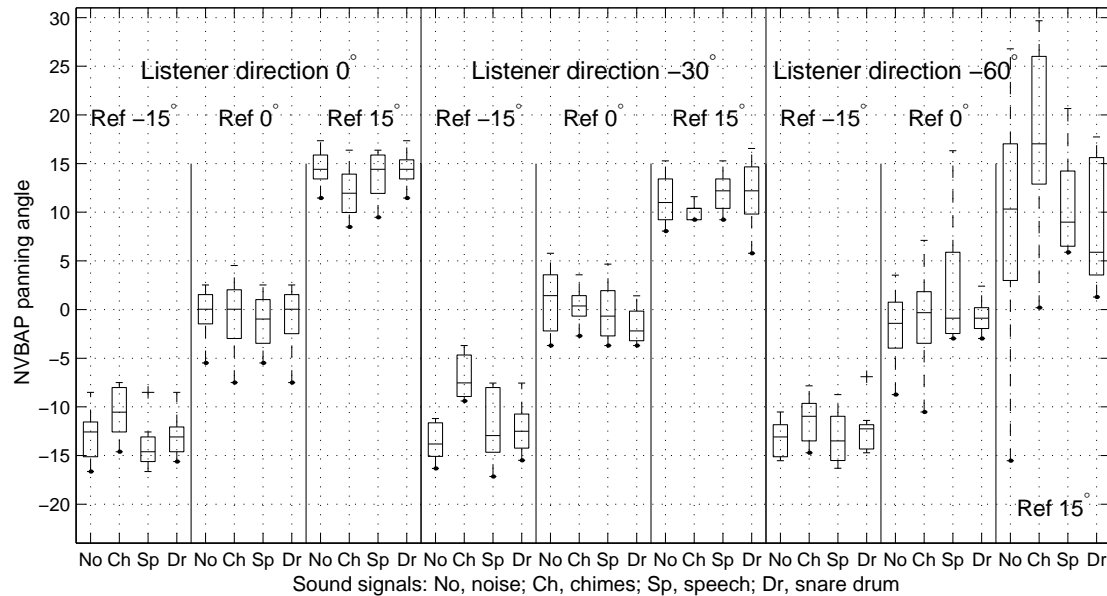 30
25
20
15
10
5
0
−5
−10
−15
−20
NVBAP panning angle
Listener direction 0° Listener direction −30° Listener direction −60°
Ref −15° Ref 0° Ref 15° Ref −15° Ref 0° Ref 15° Ref −15° Ref 0°
Ref 15°
No Ch Sp Dr No Ch Sp Dr No Ch Sp Dr No Ch Sp Dr No Ch Sp Dr No Ch Sp Dr No Ch Sp Dr No Ch Sp Dr No Ch Sp Dr
Sound signals: No, noise; Ch, chimes; Sp, speech; Dr, snare drum